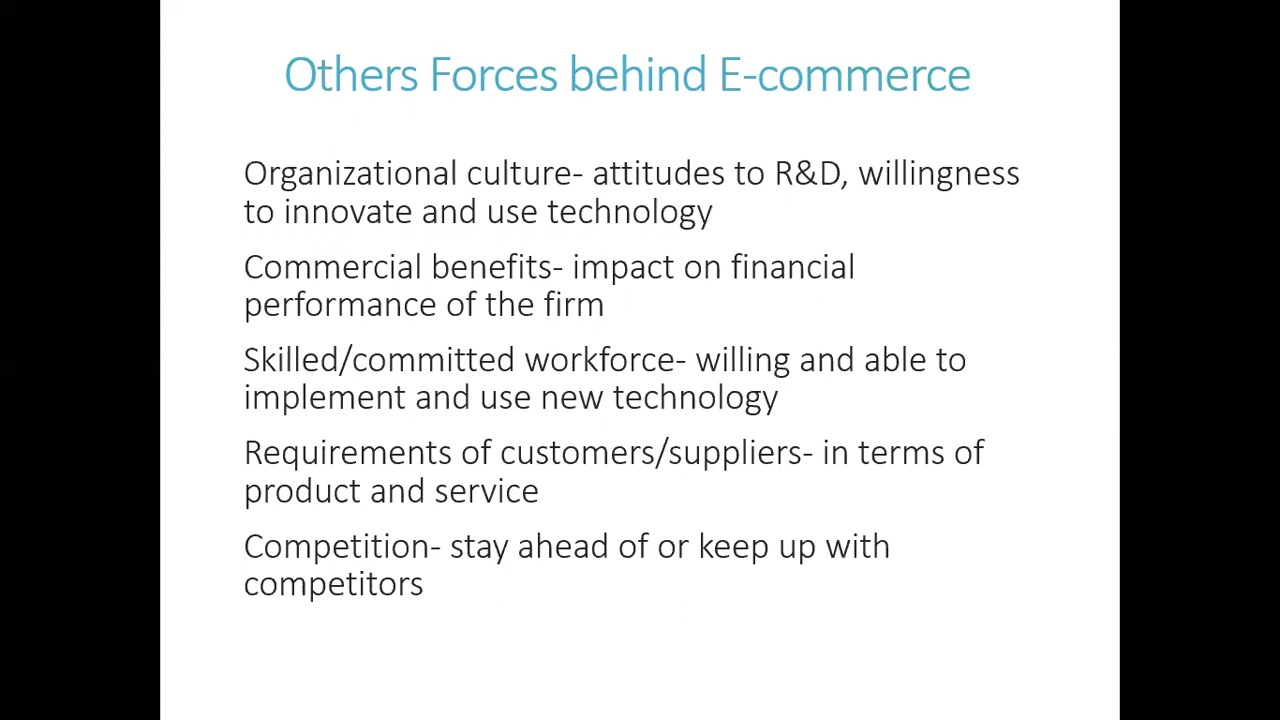 Others Forces behind E-commerce
Organizational culture- attitudes to R&D, willingness
to innovate and use technology
Commercial benefits- impact on financial
performance of the firm
Skilled/committed workforce- willing and able to
implement and use new technology
Requirements of customers/suppliers- in terms of
product and service
Competition- stay ahead of or keep up with
competitors